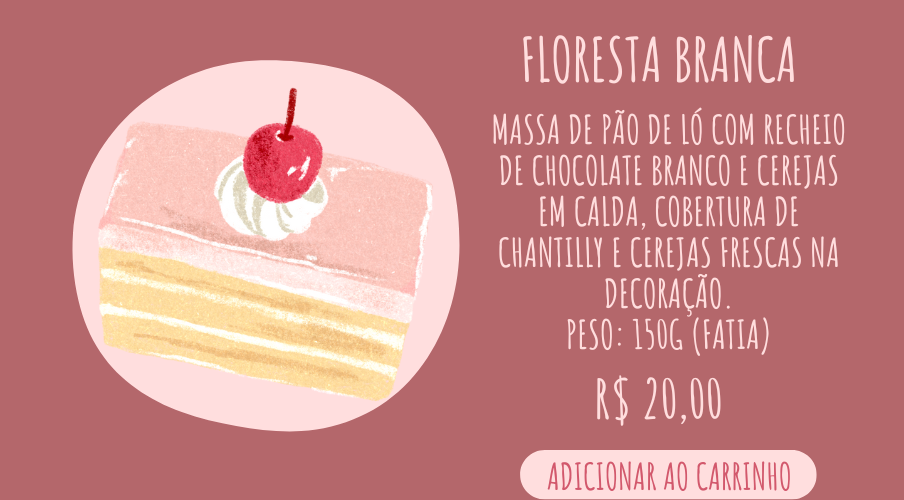 FLORESTA BRANCA
MASSA DE PÃO DE LÓ COM RECHEIO
DE CHOCOLATE BRANCO E CEREJAS
EM CALDA, COBERTURA DE
CHANTILLY E CEREJAS FRESCAS NA
DECORAÇÃO.
PESO: 150G (FATIA)
R$ 20,00
ADICIONAR AO CARRINHO